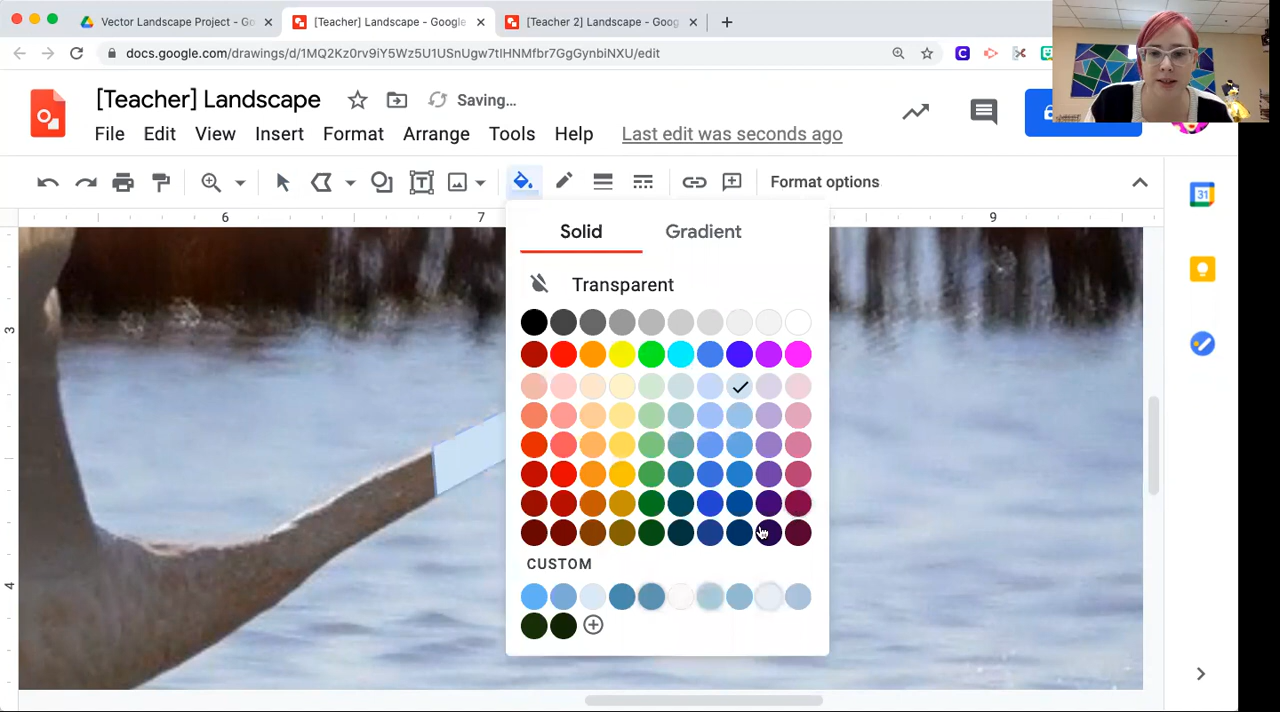 Vector Landscape Project - Go
[Teacher] Landscape - Google
[Teacher 2] Landscape - Goog
docs.google.com/drawings/d/1MQ2Kz0rv9iY5Wz5U1USnUgw7tIHNMfbr7GgGynbiNXU/edit
[Teacher] Landscape
Saving...
File Edit View Insert Format Arrange Tools Help Last edit was seconds ago
Format options
6 7 9
Solid Gradient
Transparent
3
CUSTOM
4
31